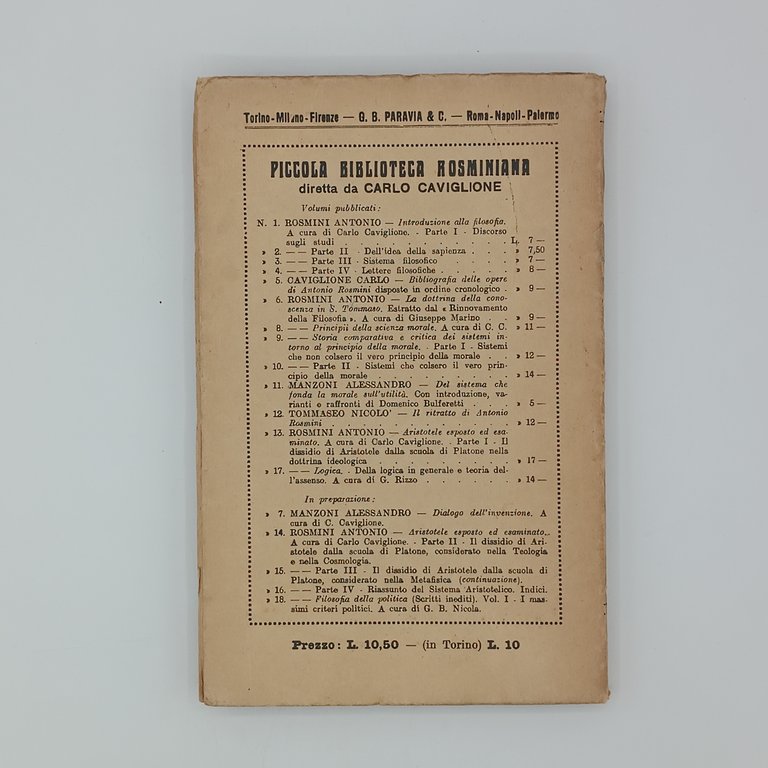 Torino-Milano-Firenze — G. B. PARAVIA & C. — Roma-Napoli-Palermo
PICCOLA BIBLIOTECA ROSMINIANA
diretta da CARLO CAVIGLIONE
Volumi pubblicati:
N. 1. ROSMINI ANTONIO — Introduzione alla filosofia.
A cura di Carlo Caviglione. - Parte I - Discorso
sugli studi . . . . . . . . . . L. 7 —
» 2. — — Parte II - Dell'idea della sapienza . . . » 7,50
» 3. — — Parte III - Sistema filosofico . . . » 7 —
» 4. — — Parte IV - Lettere filosofiche . . . . » 8 —
» 5. CAVIGLIONE CARLO — Bibliografia delle opere
di Antonio Rosmini disposte in ordine cronologico . » 9 —
» 6. ROSMINI ANTONIO — La dottrina della cono-
scenza in S. Tommaso. Estratto dal « Rinnovamento
della Filosofia ». A cura di Giuseppe Marino . . » 9 —
» 8. — — Principii della scienza morale. A cura di C. C. » 11 —
» 9. — — Storia comparativa e critica dei sistemi in-
torno al principio della morale. - Parte I - Sistemi
che non colsero il vero principio della morale . . » 12 —
» 10. — — Parte II - Sistemi che colsero il vero prin-
cipio della morale . . . . . . . . » 14 —
» 11. MANZONI ALESSANDRO — Del sistema che
fonda la morale sull'utilità. Con introduzione, va-
rianti e raffronti di Domenico Bulferetti . . . » 5 —
» 12. TOMMASEO NICOLO' — Il ritratto di Antonio
Rosmini . . . . . . . . . . » 12 —
» 13. ROSMINI ANTONIO — Aristotele esposto ed esa-
minato. A cura di Carlo Caviglione. - Parte I - Il
dissidio di Aristotele dalla scuola di Platone nella
dottrina ideologica . . . . . . . . » 17 —
» 17. — — Logica. - Della logica in generale e teoria del-
l'assenso. A cura di G. Rizzo . . . . . . » 14 —
In preparazione:
» 7. MANZONI ALESSANDRO — Dialogo dell'invenzione. A
cura di C. Caviglione.
» 14. ROSMINI ANTONIO — Aristotele esposto ed esaminato.
A cura di Carlo Caviglione. - Parte II - Il dissidio di Ari-
stotele dalla scuola di Platone, considerato nella Teologia
e nella Cosmologia.
» 15. — — Parte III - Il dissidio di Aristotele dalla scuola di
Platone, considerato nella Metafisica (continuazione).
» 16. — — Parte IV - Riassunto del Sistema Aristotelico. Indici.
» 18. — — Filosofia della politica (Scritti inediti). Vol. I - I mas
simi criteri politici. A cura di G. B. Nicola.
Prezzo: L. 10,50 — (in Torino) L. 10